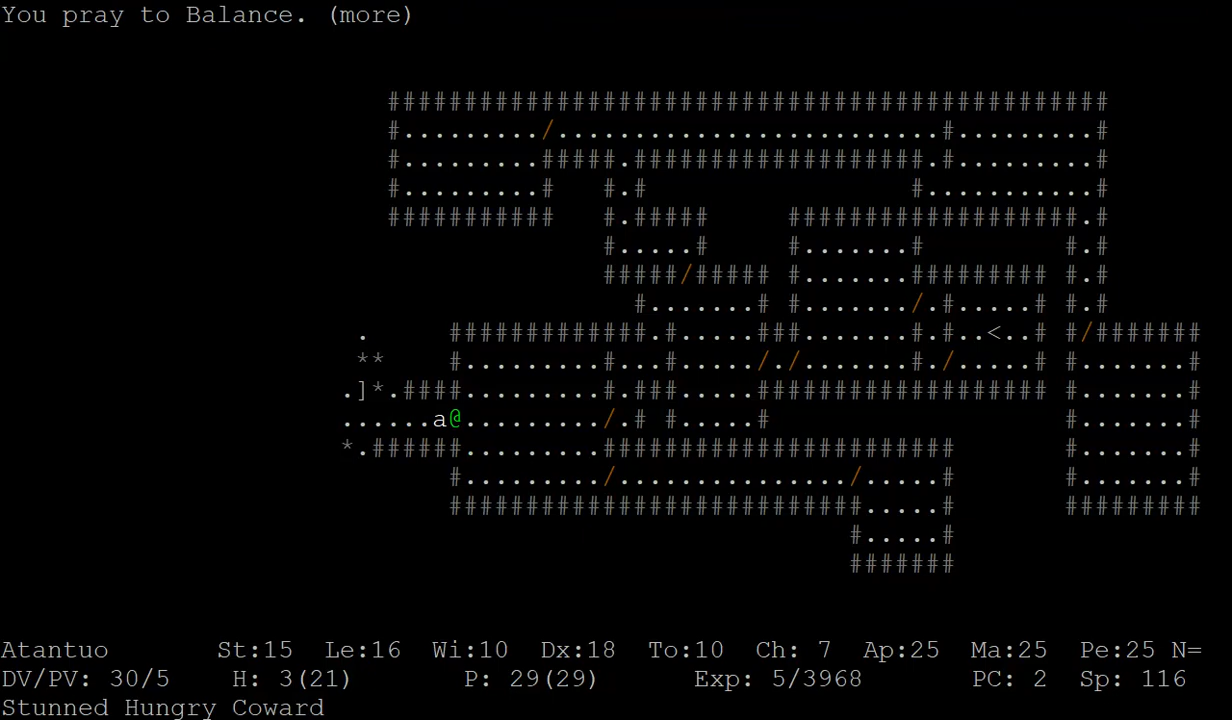 You pray to Balance. (more)
##############################################
#........./........................#.........#
#.........#####.##################.#.........#
#.........# #.# #...........#
########### #.##### ##################.#
#.....# #.......# #.#
#####/##### #.......######### #.#
#.......# #......./.#.....# #.#
. #############.#.....###.......#.#..<..# #/#######
** #.........#...#...../.......#./.....# #.......#
.]*.####.........#.###.....################### #.......#
......a@........./.# #.....# #.......#
*.######.........####################### #.......#
#........./.............../.....# #.......#
###########################.....# #########
#.....#
#######
Atantuo St:15 Le:16 Wi:10 Dx:18 To:10 Ch: 7 Ap:25 Ma:25 Pe:25 N=
DV/PV: 30/5 H: 3(21) P: 29(29) Exp: 5/3968 PC: 2 Sp: 116
Stunned Hungry Coward